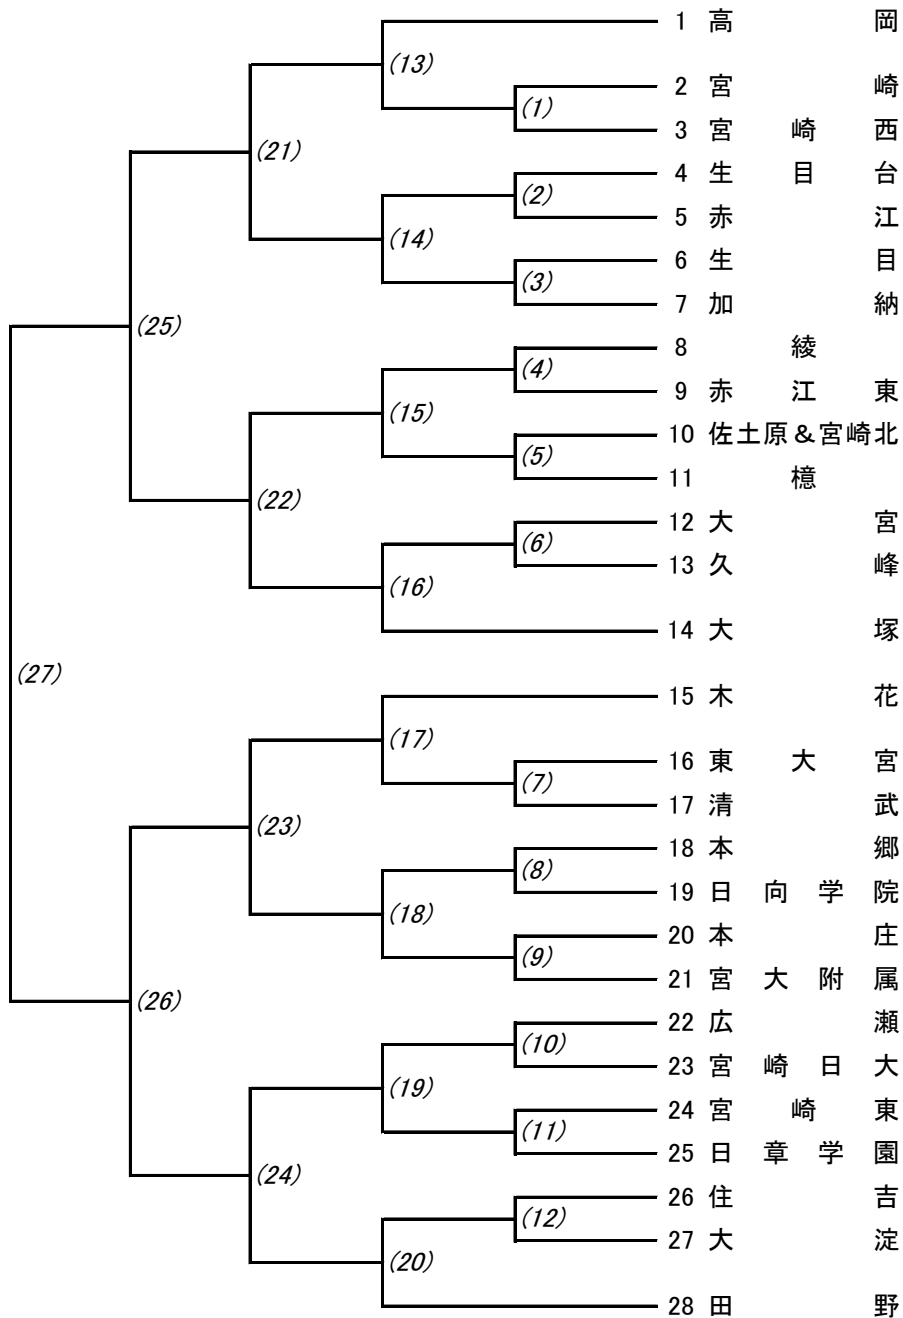 1 高岡
(13)
2 宮崎
(1)
3 宮崎西
(21)
4 生目台
(2)
5 赤江
(14)
6 生目
(3)
7 加納
(25)
8 綾
(4)
9 赤江東
(15)
10 佐土原&宮崎北
(5)
11 檍
(22)
12 大宮
(6)
13 久峰
(16)
14 大塚
(27)
15 木花
(17)
16 東大宮
(7)
17 清武
(23)
18 本郷
(8)
19 日向学院
(18)
20 本庄
(9)
21 宮大附属
(26)
22 広瀬
(10)
23 宮崎日大
(19)
24 宮崎東
(11)
25 日章学園
(24)
26 住吉
(12)
27 大淀
(20)
28 田野